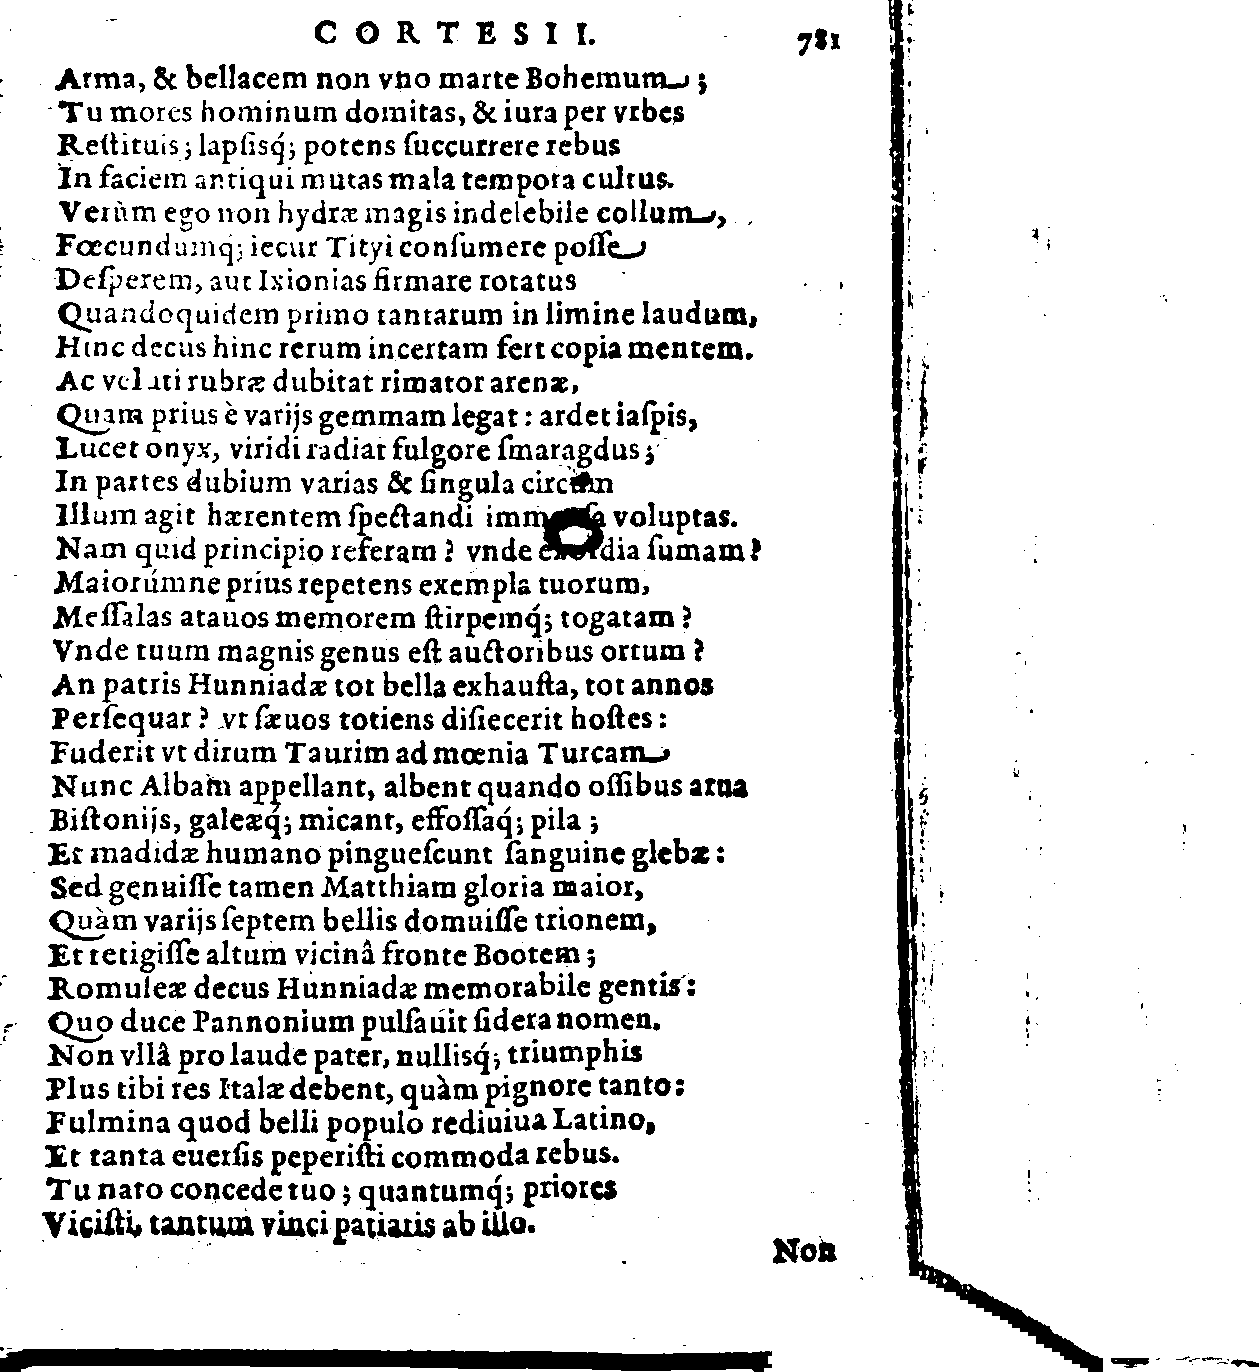 CORTESII. 781
Arma, & bellacem non vno marte Bohemum;
Tu mores hominum domitas, & iura per vrbes
Restituis; lapsisq́; potens succurrere rebus
In faciem antiqui mutas mala tempora cultus.
Verùm ego non hydræ magis indelebile collum,
Fœcundumq́; iecur Tityi consumere posse
Desperem, aut Ixionias firmare rotatus
Quandoquidem primo tantarum in limine laudum,
Hinc decus hinc rerum incertam fert copia mentem.
Ac veluti rubræ dubitat rimator arenæ,
Quam prius è varijs gemmam legat: ardet iaspis,
Lucet onyx, viridi radiat fulgore smaragdus;
In partes dubium varias & singula circùm
Illum agit hærentem spectandi immensa voluptas.
Nam quid principio referam? vnde exordia sumam?
Maiorúmne prius repetens exempla tuorum,
Messalas atauos memorem stirpemq́; togatam?
Vnde tuum magnis genus est auctoribus ortum?
An patris Hunniadæ tot bella exhausta, tot annos
Persequar? vt sæuos totiens disiecerit hostes:
Fuderit vt dirum Taurim ad mœnia Turcam
Nunc Albam appellant, albent quando ossibus arua
Bistonijs, galeæq́; micant, effossaq́; pila;
Et madidæ humano pinguescunt sanguine glebæ:
Sed genuisse tamen Matthiam gloria maior,
Quàm varijs septem bellis domuisse trionem,
Et tetigisse altum vicinâ fronte Bootem;
Romuleæ decus Hunniadæ memorabile gentis:
Quo duce Pannonium pulsauit sidera nomen.
Non vllâ pro laude pater, nullisq́; triumphis
Plus tibi res Italæ debent, quàm pignore tanto:
Fulmina quod belli populo rediuiua Latino,
Et tanta euersis peperisti commoda rebus.
Tu nato concede tuo; quantumq́; priores
Vicisti, tantum vinci patiaris ab illo.
Non